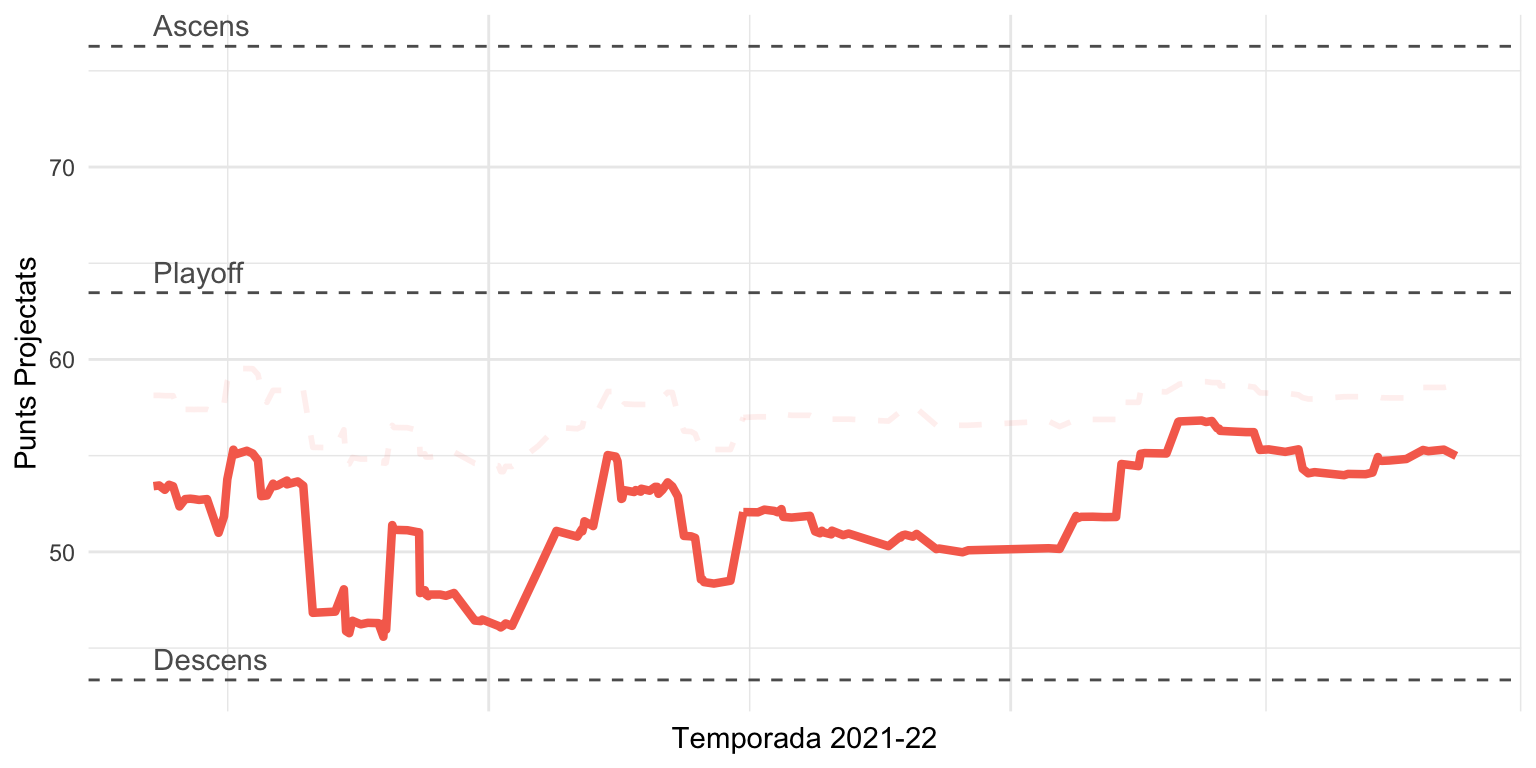 Ascens
70
Playoff
Punts Projectats
60
50
Descens
Temporada 2021-22